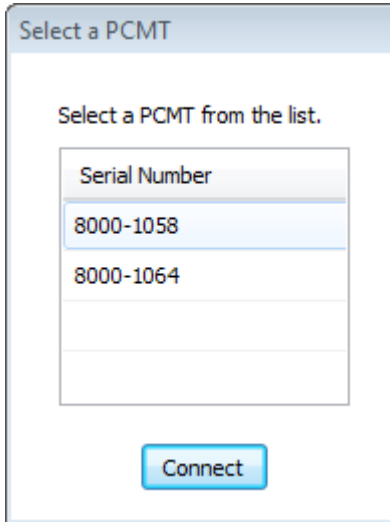 Select a PCMT
Select a PCMT from the list.
Serial Number
8000-1058
8000-1064
Connect